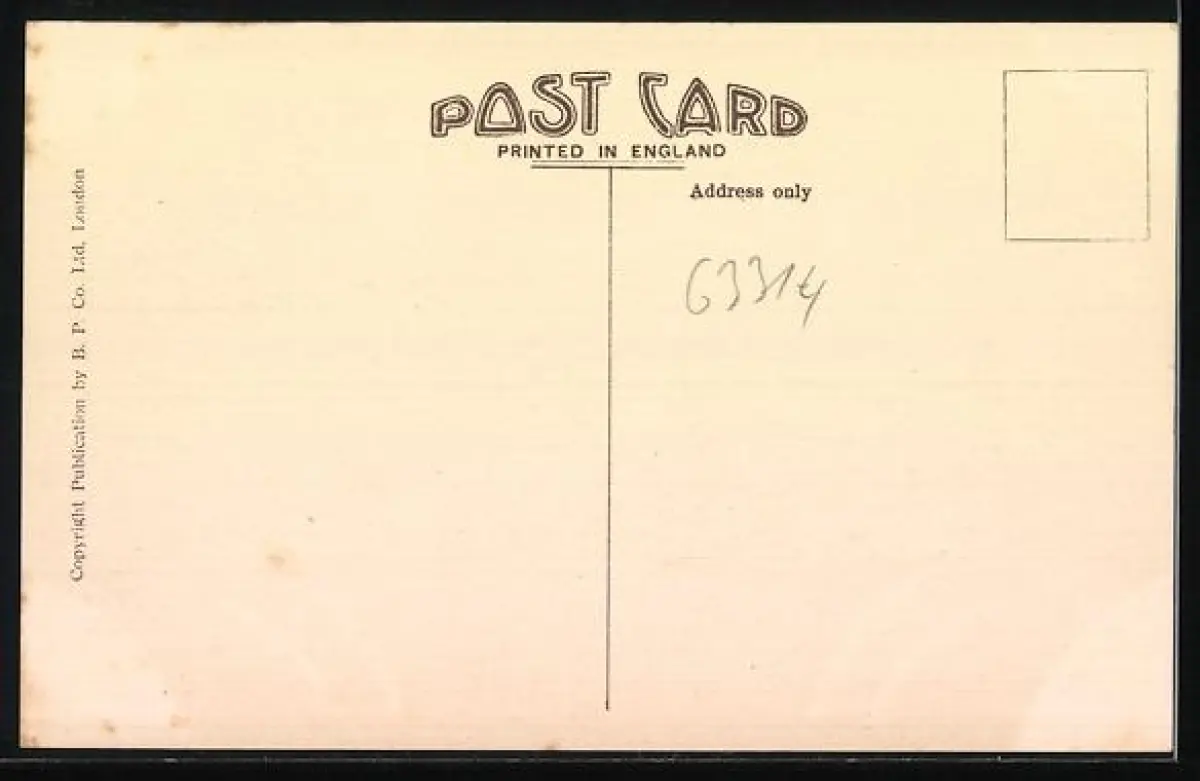 POST CARD
PRINTED IN ENGLAND
Address only
63314
Copyright Publication by B. P Co. Ltd, London